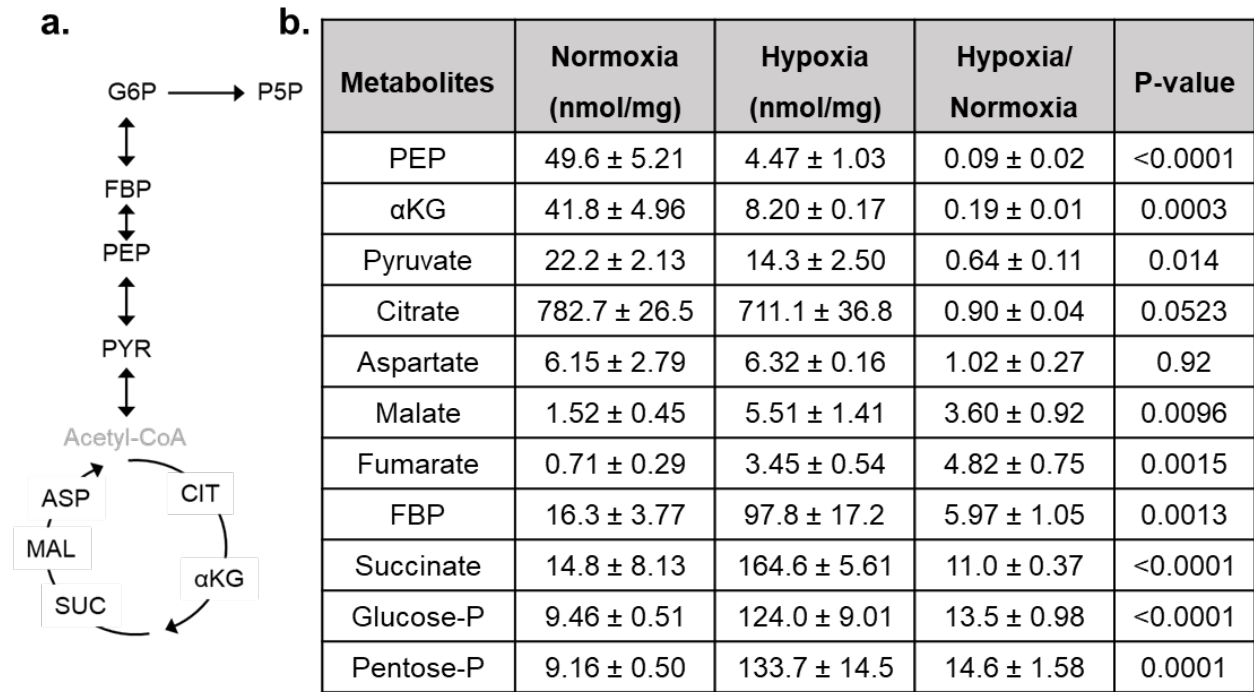 a.
G6P P5P
FBP
PEP
PYR
Acetyl-CoA
ASP CIT
MAL
αKG
SUC
b.
Metabolites Normoxia (nmol/mg) Hypoxia (nmol/mg) Hypoxia/ Normoxia P-value
PEP 49.6 ± 5.21 4.47 ± 1.03 0.09 ± 0.02 <0.0001
αKG 41.8 ± 4.96 8.20 ± 0.17 0.19 ± 0.01 0.0003
Pyruvate 22.2 ± 2.13 14.3 ± 2.50 0.64 ± 0.11 0.014
Citrate 782.7 ± 26.5 711.1 ± 36.8 0.90 ± 0.04 0.0523
Aspartate 6.15 ± 2.79 6.32 ± 0.16 1.02 ± 0.27 0.92
Malate 1.52 ± 0.45 5.51 ± 1.41 3.60 ± 0.92 0.0096
Fumarate 0.71 ± 0.29 3.45 ± 0.54 4.82 ± 0.75 0.0015
FBP 16.3 ± 3.77 97.8 ± 17.2 5.97 ± 1.05 0.0013
Succinate 14.8 ± 8.13 164.6 ± 5.61 11.0 ± 0.37 <0.0001
Glucose-P 9.46 ± 0.51 124.0 ± 9.01 13.5 ± 0.98 <0.0001
Pentose-P 9.16 ± 0.50 133.7 ± 14.5 14.6 ± 1.58 0.0001